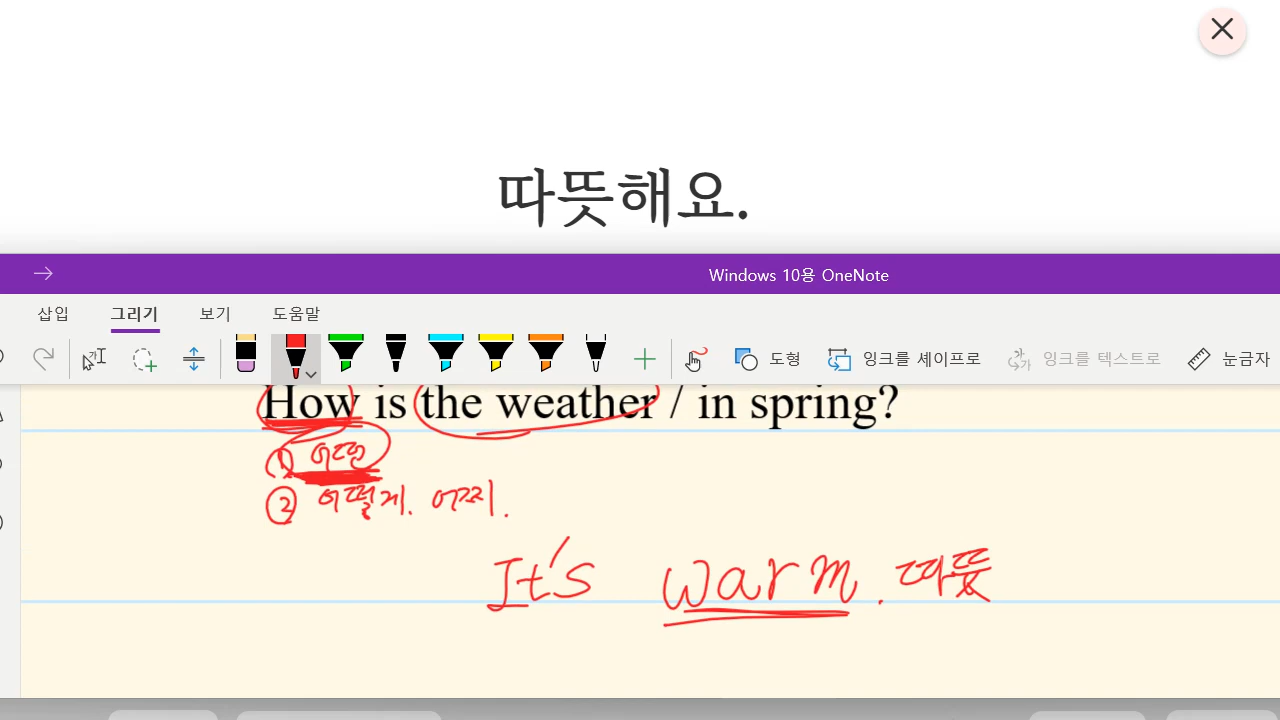 따뜻해요.
Windows 10용 OneNote
삽입 그리기 보기 도움말
도형 잉크를 셰이프로 잉크를 텍스트로 눈금자
How is the weather / in spring?
① 어떤
② 어떻게. 어찌.
It's warm. 따뜻